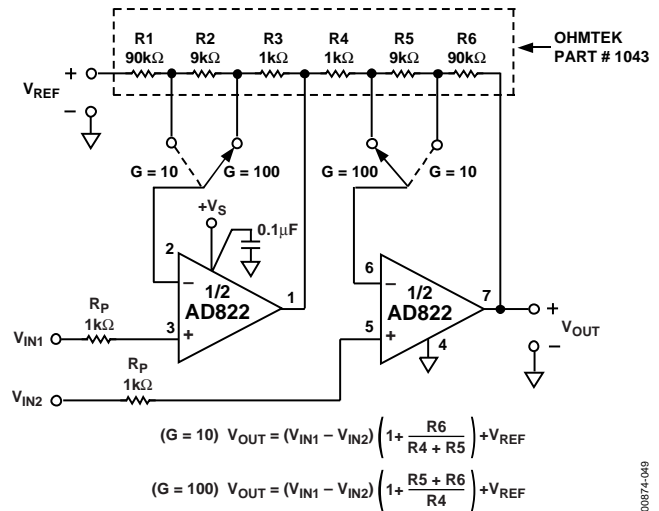 R1 R2 R3 R4 R5 R6
90kΩ 9kΩ 1kΩ 1kΩ 9kΩ 90kΩ
OHMTEK
PART # 1043
+
VREF
–
G = 10
G = 100
G = 100
G = 10
+VS
0.1μF
2
–
1/2
AD822
1
3
+
6
–
1/2
AD822
7
5
+
4
RP
1kΩ
VIN1
RP
1kΩ
VIN2
+
VOUT
–
(G = 10) VOUT = (VIN1 – VIN2) (1+ R6 / R4 + R5) +VREF
(G = 100) VOUT = (VIN1 – VIN2) (1+ R5 + R6 / R4) +VREF
00874-049